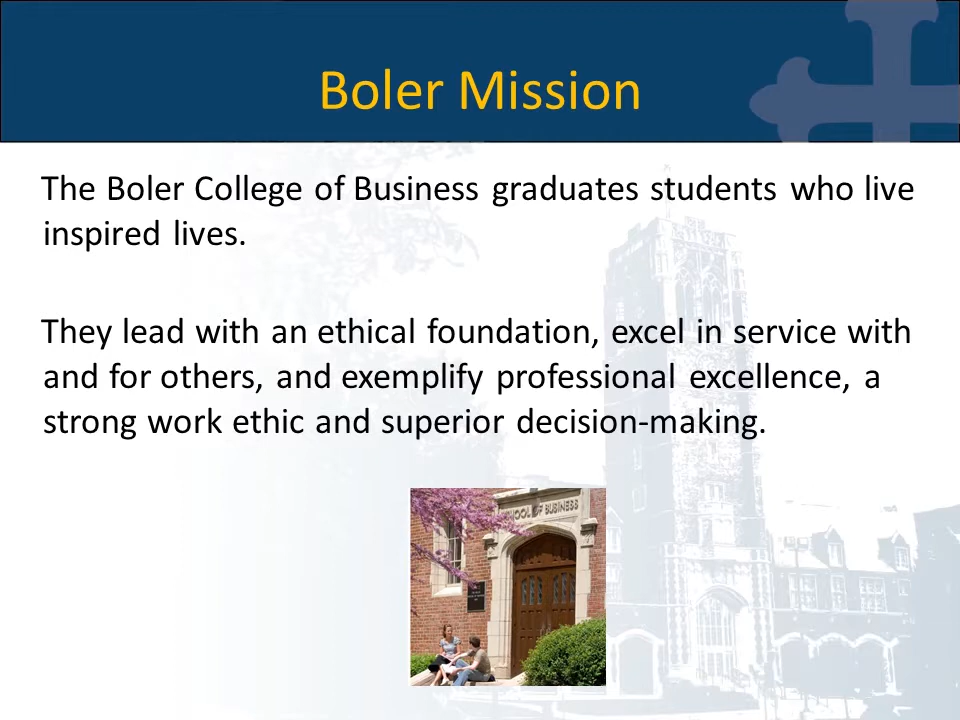 Boler Mission
The Boler College of Business graduates students who live
inspired lives.
They lead with an ethical foundation, excel in service with
and for others, and exemplify professional excellence, a
strong work ethic and superior decision-making.
OF BUSINESS